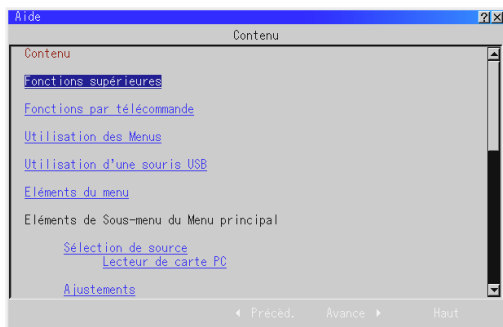 Aide
Contenu
Contenu
Fonctions supérieures
Fonctions par télécommande
Utilisation des Menus
Utilisation d'une souris USB
Eléments du menu
Eléments de Sous-menu du Menu principal
Sélection de source
Lecteur de carte PC
Ajustements
Précèd. Avance Haut